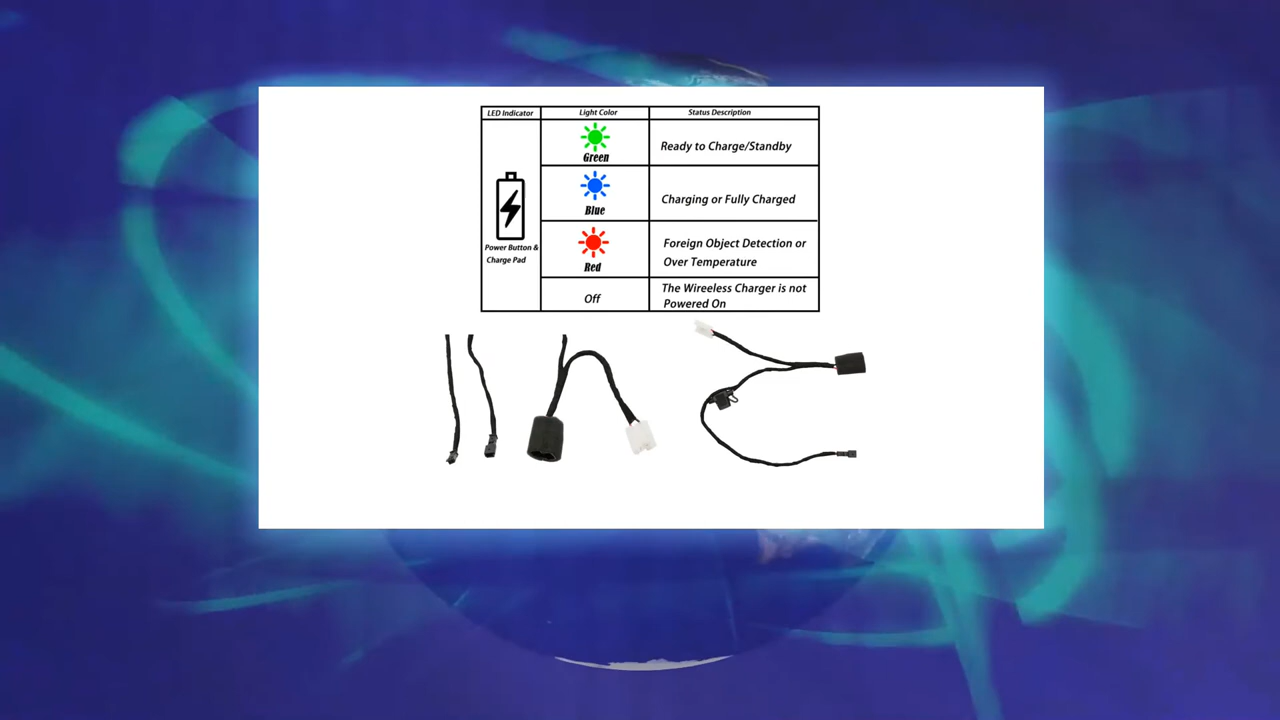 LED Indicator
Light Color
Status Description
Green
Ready to Charge/Standby
Blue
Charging or Fully Charged
Power Button &
Charge Pad
Red
Foreign Object Detection or
Over Temperature
Off
The Wireeless Charger is not
Powered On